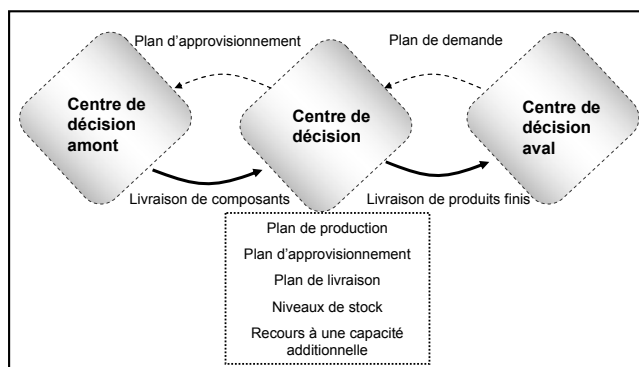 Plan d'approvisionnement
Plan de demande
Centre de
décision
amont
Centre de
décision
Centre de
décision
aval
Livraison de composants
Livraison de produits finis
Plan de production
Plan d'approvisionnement
Plan de livraison
Niveaux de stock
Recours à une capacité
additionnelle